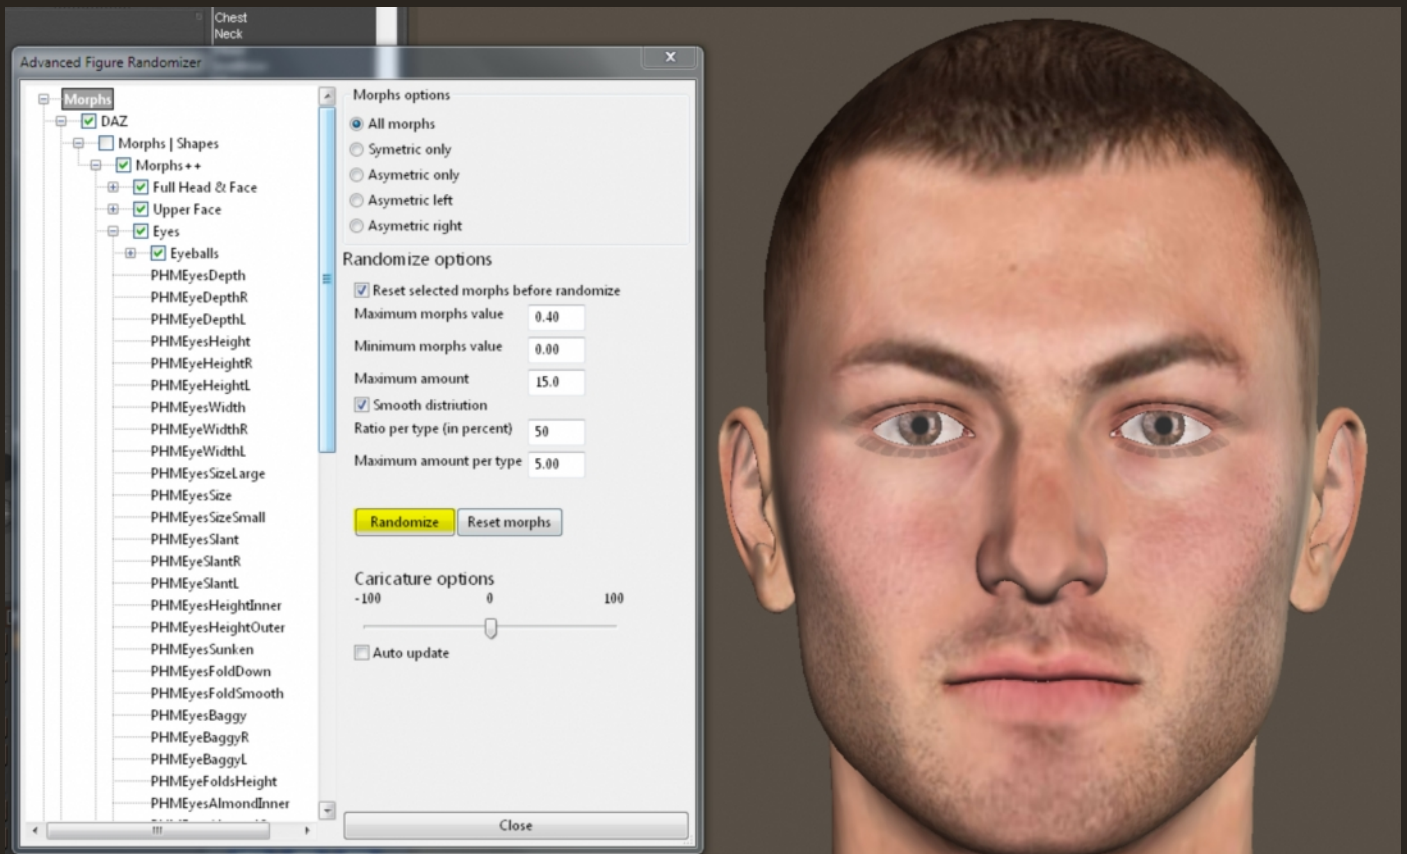 Chest
Neck
Advanced Figure Randomizer
Morphs
DAZ
Morphs | Shapes
Morphs++
Full Head & Face
Upper Face
Eyes
Eyeballs
PHMEyesDepth
PHMEyeDepthR
PHMEyeDepthL
PHMEyesHeight
PHMEyeHeightR
PHMEyeHeightL
PHMEyesWidth
PHMEyeWidthR
PHMEyeWidthL
PHMEyesSizeLarge
PHMEyesSize
PHMEyesSizeSmall
PHMEyesSlant
PHMEyeSlantR
PHMEyeSlantL
PHMEyesHeightInner
PHMEyesHeightOuter
PHMEyesSunken
PHMEyesFoldDown
PHMEyesFoldSmooth
PHMEyesBaggy
PHMEyeBaggyR
PHMEyeBaggyL
PHMEyeFoldsHeight
PHMEyesAlmondInner
Morphs options
All morphs
Symetric only
Asymetric only
Asymetric left
Asymetric right
Randomize options
Reset selected morphs before randomize
Maximum morphs value 0.40
Minimum morphs value 0.00
Maximum amount 15.0
Smooth distriution
Ratio per type (in percent) 50
Maximum amount per type 5.00
Randomize Reset morphs
Caricature options
-100 0 100
Auto update
Close